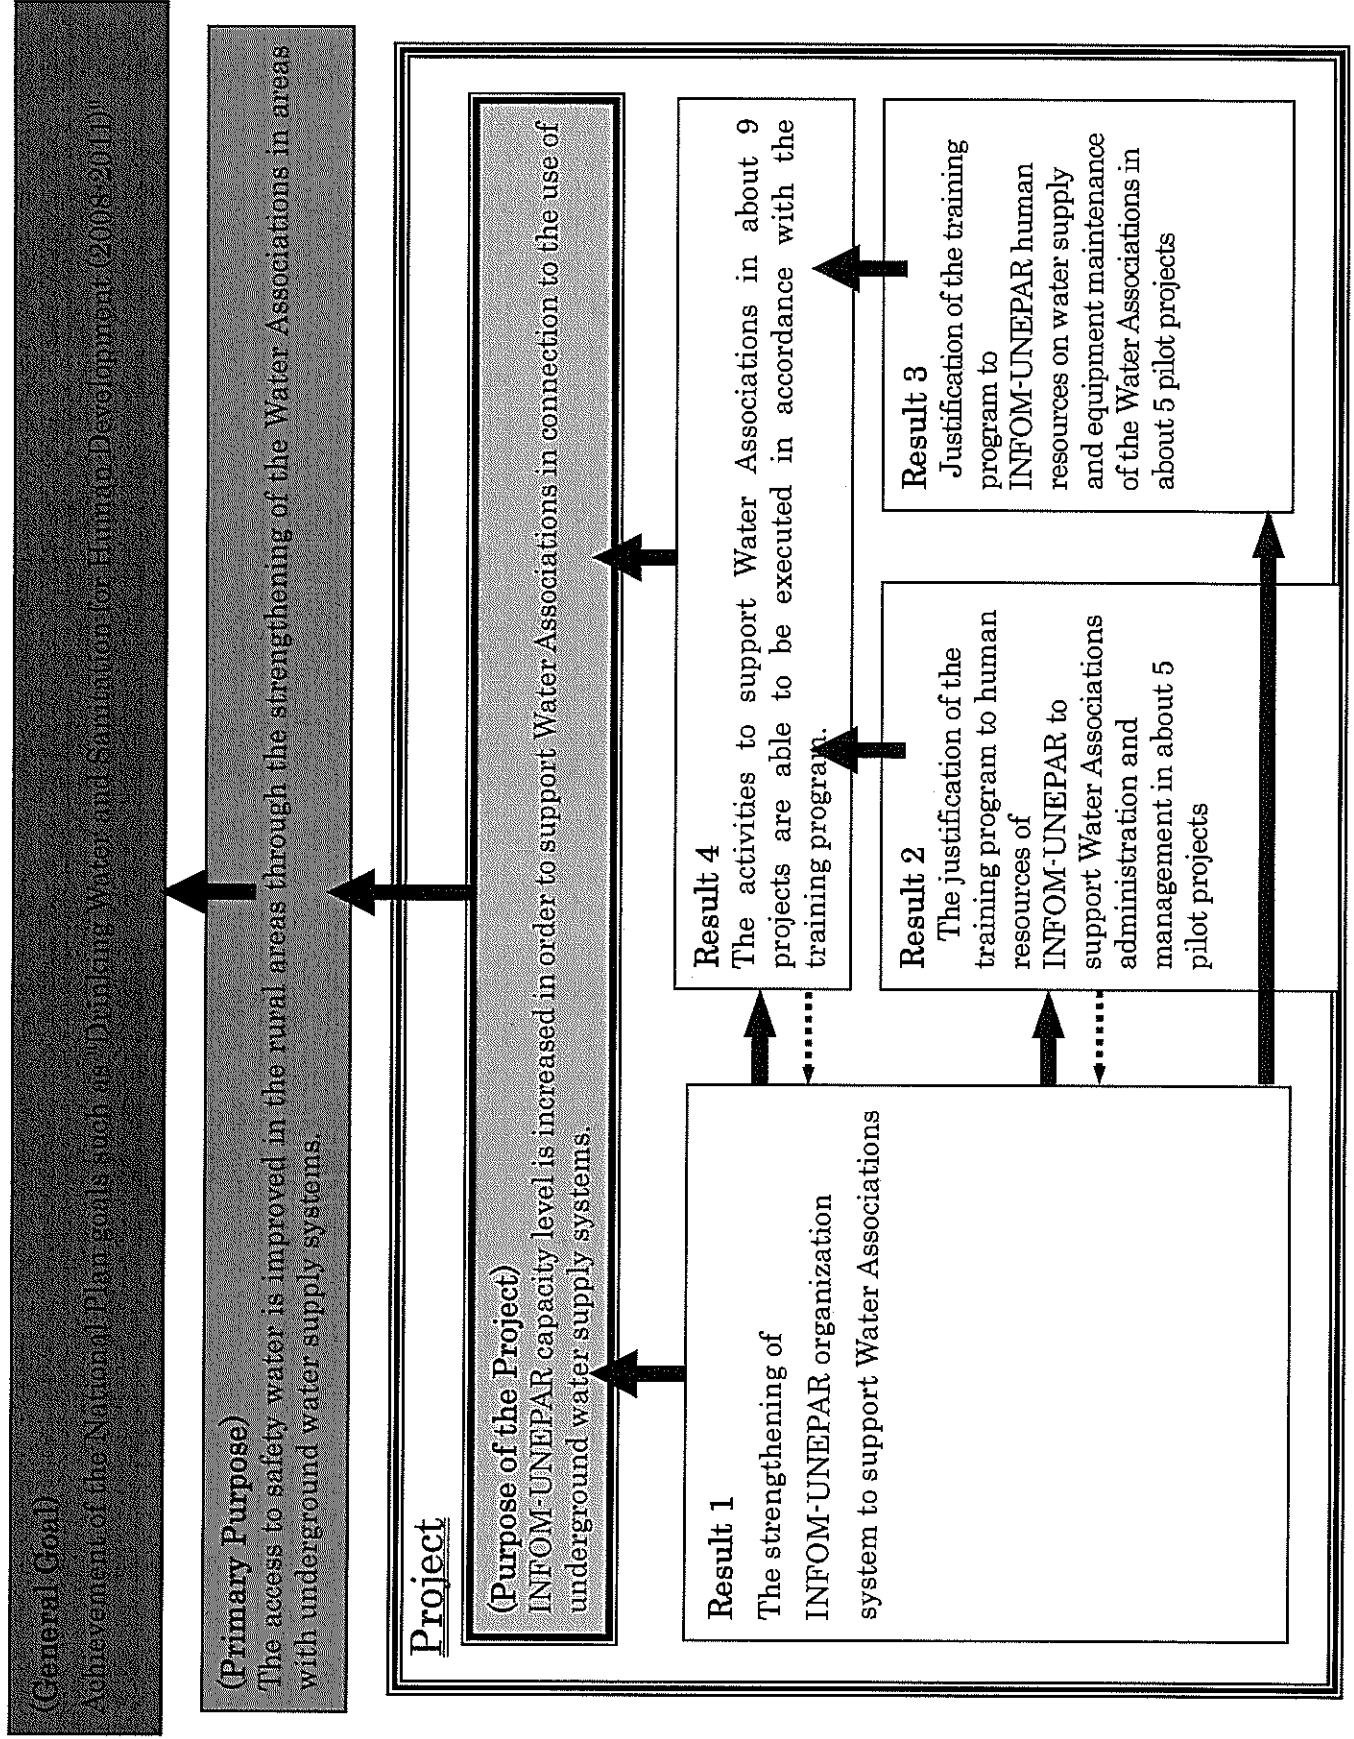 (General Goal)
Achievement of the National Plan goals such as "Drinking Water and Sanitation for Human Development (2008-2011)"
(Primary Purpose)
The access to safety water is improved in the rural areas through the strengthening of the Water Associations in areas
with underground water supply systems.
Project
(Purpose of the Project)
INFOM-UNEPAR capacity level is increased in order to support Water Associations in connection to the use of
underground water supply systems.
Result 1
The strengthening of
INFOM-UNEPAR organization
system to support Water Associations
Result 4
The activities to support Water Associations in about 9
projects are able to be executed in accordance with the
training program.
Result 2
The justification of the
training program to human
resources of
INFOM-UNEPAR to
support Water Associations
administration and
management in about 5
pilot projects
Result 3
Justification of the training
program to
INFOM-UNEPAR human
resources on water supply
and equipment maintenance
of the Water Associations in
about 5 pilot projects